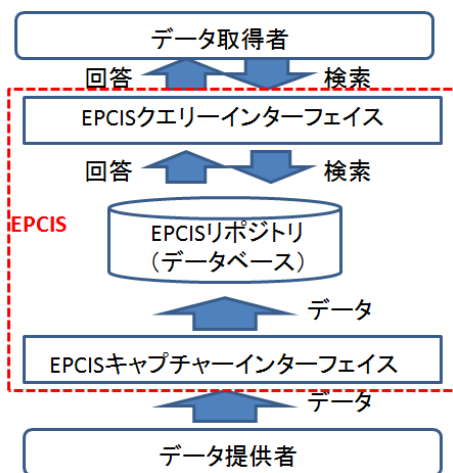 データ取得者
回答
検索
EPCISクエリーインターフェイス
回答
検索
EPCIS
EPCISリポジトリ
(データベース)
データ
EPCISキャプチャーインターフェイス
データ
データ提供者